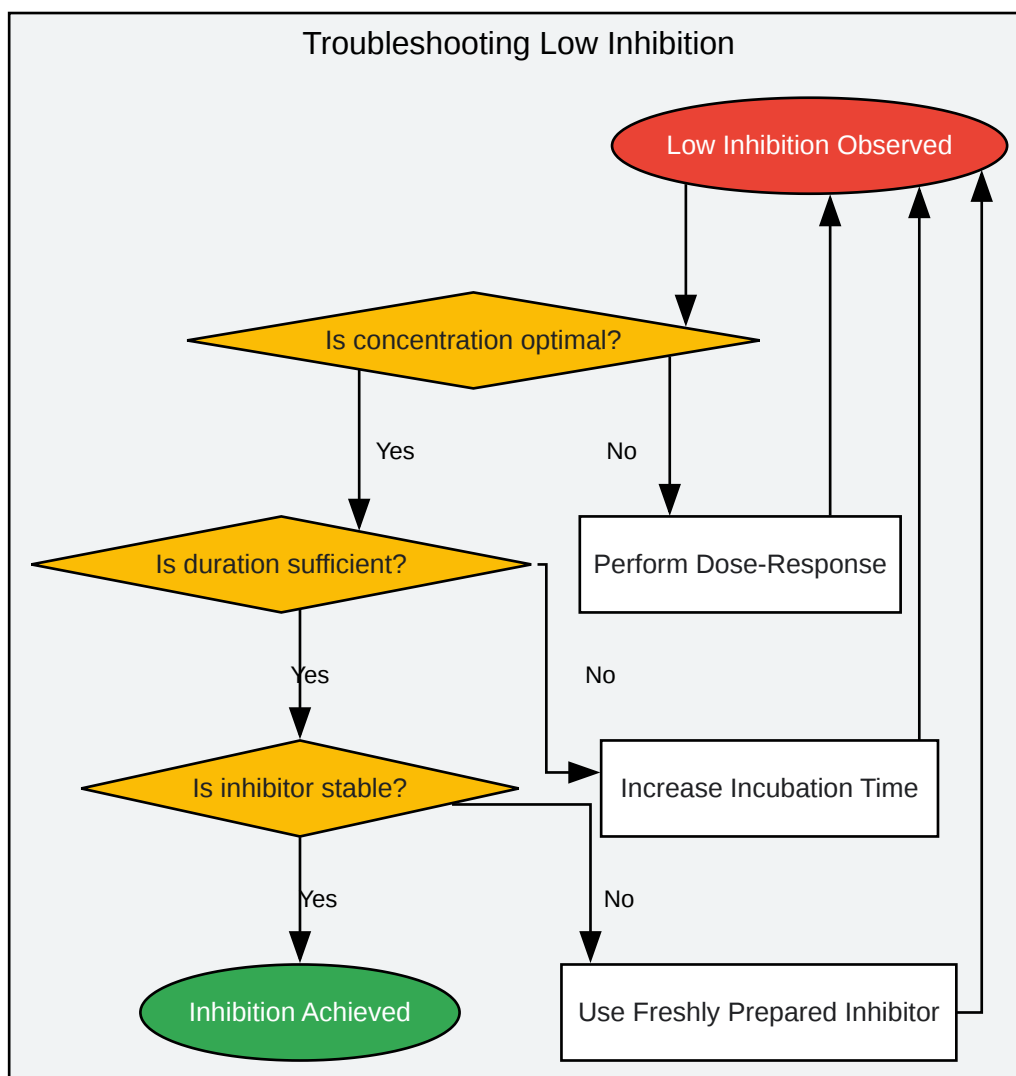 Troubleshooting Low Inhibition
Low Inhibition Observed
Is concentration optimal?
Yes
No
Is duration sufficient?
Perform Dose-Response
Yes
No
Is inhibitor stable?
Increase Incubation Time
Yes
No
Inhibition Achieved
Use Freshly Prepared Inhibitor